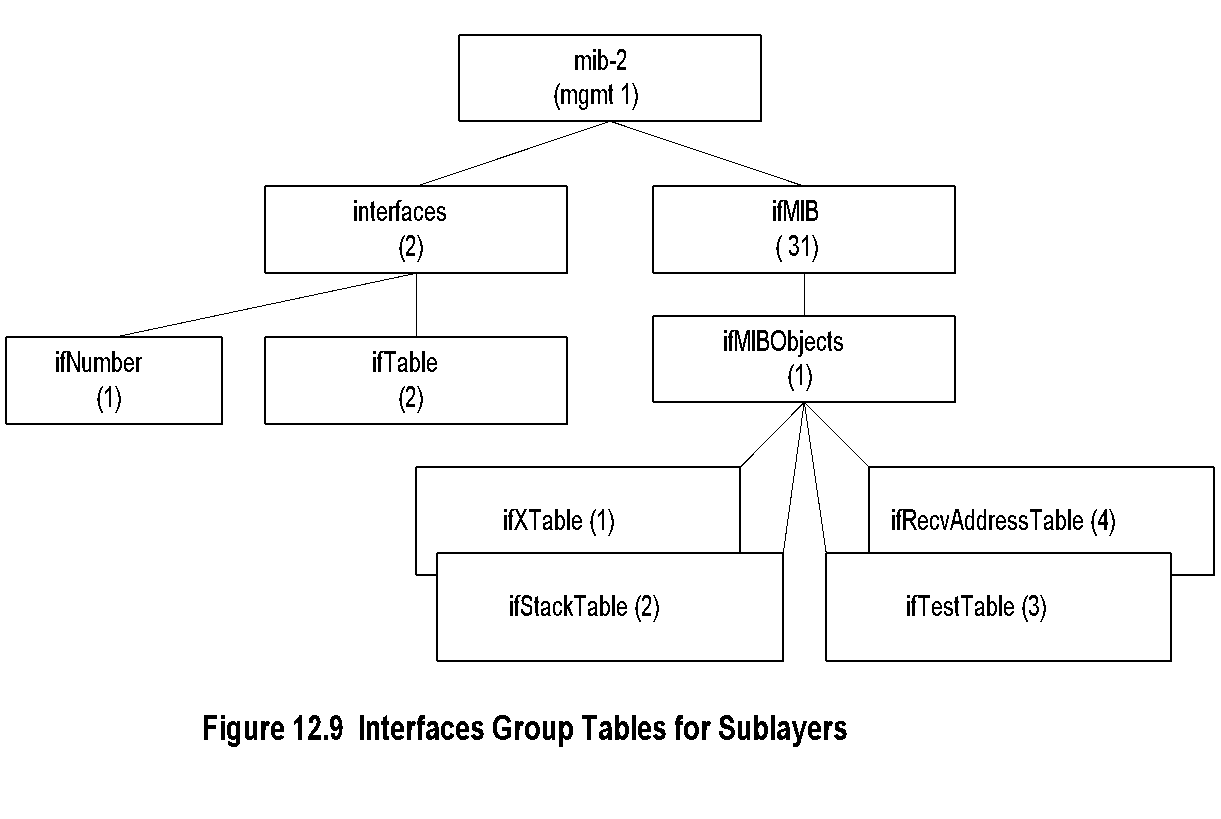 mib-2
(mgmt 1)
interfaces
(2)
ifMIB
( 31)
ifNumber
(1)
ifTable
(2)
ifMIBObjects
(1)
ifXTable (1)
ifRecvAddressTable (4)
ifStackTable (2)
ifTestTable (3)
Figure 12.9 Interfaces Group Tables for Sublayers